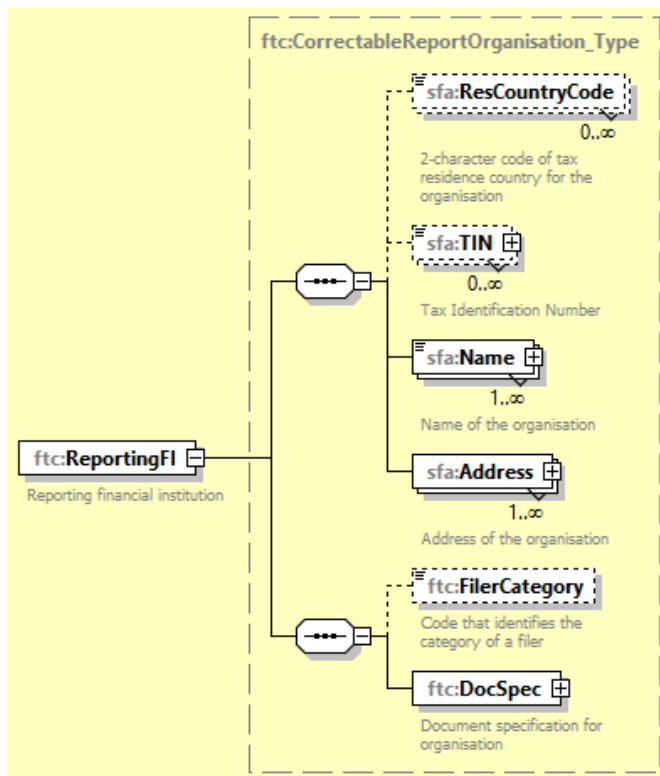 ftc:CorrectableReportOrganisation_Type
sfa:ResCountryCode
0..∞
2-character code of tax
residence country for the
organisation
sfa:TIN
0..∞
Tax Identification Number
sfa:Name
1..∞
Name of the organisation
ftc:ReportingFI
Reporting financial institution
sfa:Address
1..∞
Address of the organisation
ftc:FilerCategory
Code that identifies the
category of a filer
ftc:DocSpec
Document specification for
organisation